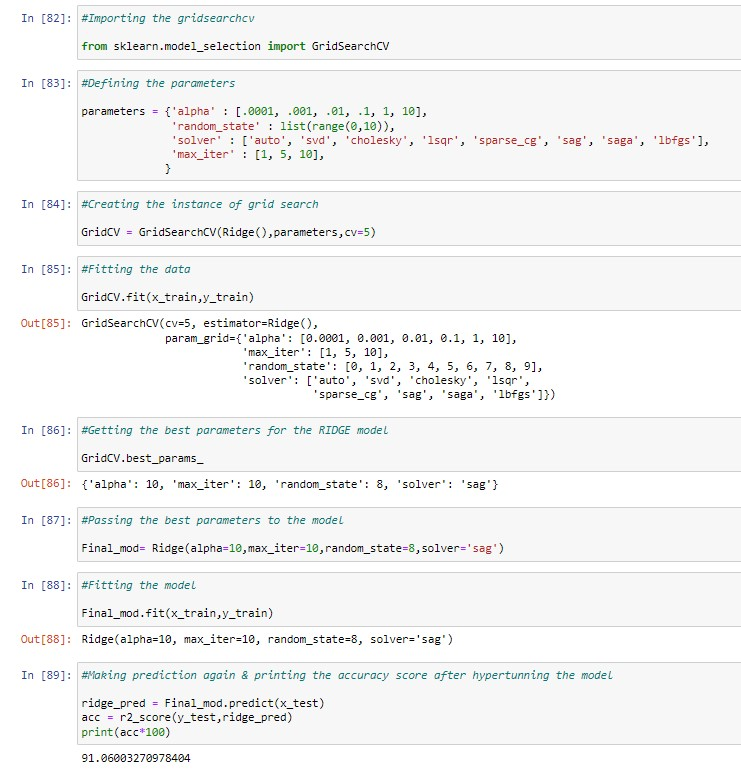 In [82]: #Importing the gridsearchcv
from sklearn.model_selection import GridSearchCV
In [83]: #Defining the parameters
parameters = {'alpha' : [.0001, .001, .01, .1, 1, 10],
'random_state' : list(range(0,10)),
'solver' : ['auto', 'svd', 'cholesky', 'lsqr', 'sparse_cg', 'sag', 'saga', 'lbfgs'],
'max_iter' : [1, 5, 10],
}
In [84]: #Creating the instance of grid search
GridCV = GridSearchCV(Ridge(),parameters,cv=5)
In [85]: #Fitting the data
GridCV.fit(x_train,y_train)
Out[85]: GridSearchCV(cv=5, estimator=Ridge(),
param_grid={'alpha': [0.0001, 0.001, 0.01, 0.1, 1, 10],
'max_iter': [1, 5, 10],
'random_state': [0, 1, 2, 3, 4, 5, 6, 7, 8, 9],
'solver': ['auto', 'svd', 'cholesky', 'lsqr',
'sparse_cg', 'sag', 'saga', 'lbfgs']})
In [86]: #Getting the best parameters for the RIDGE model
GridCV.best_params_
Out[86]: {'alpha': 10, 'max_iter': 10, 'random_state': 8, 'solver': 'sag'}
In [87]: #Passing the best parameters to the model
Final_mod= Ridge(alpha=10,max_iter=10,random_state=8,solver='sag')
In [88]: #Fitting the model
Final_mod.fit(x_train,y_train)
Out[88]: Ridge(alpha=10, max_iter=10, random_state=8, solver='sag')
In [89]: #Making prediction again & printing the accuracy score after hypertunning the model
ridge_pred = Final_mod.predict(x_test)
acc = r2_score(y_test,ridge_pred)
print(acc*100)
91.06003270978404